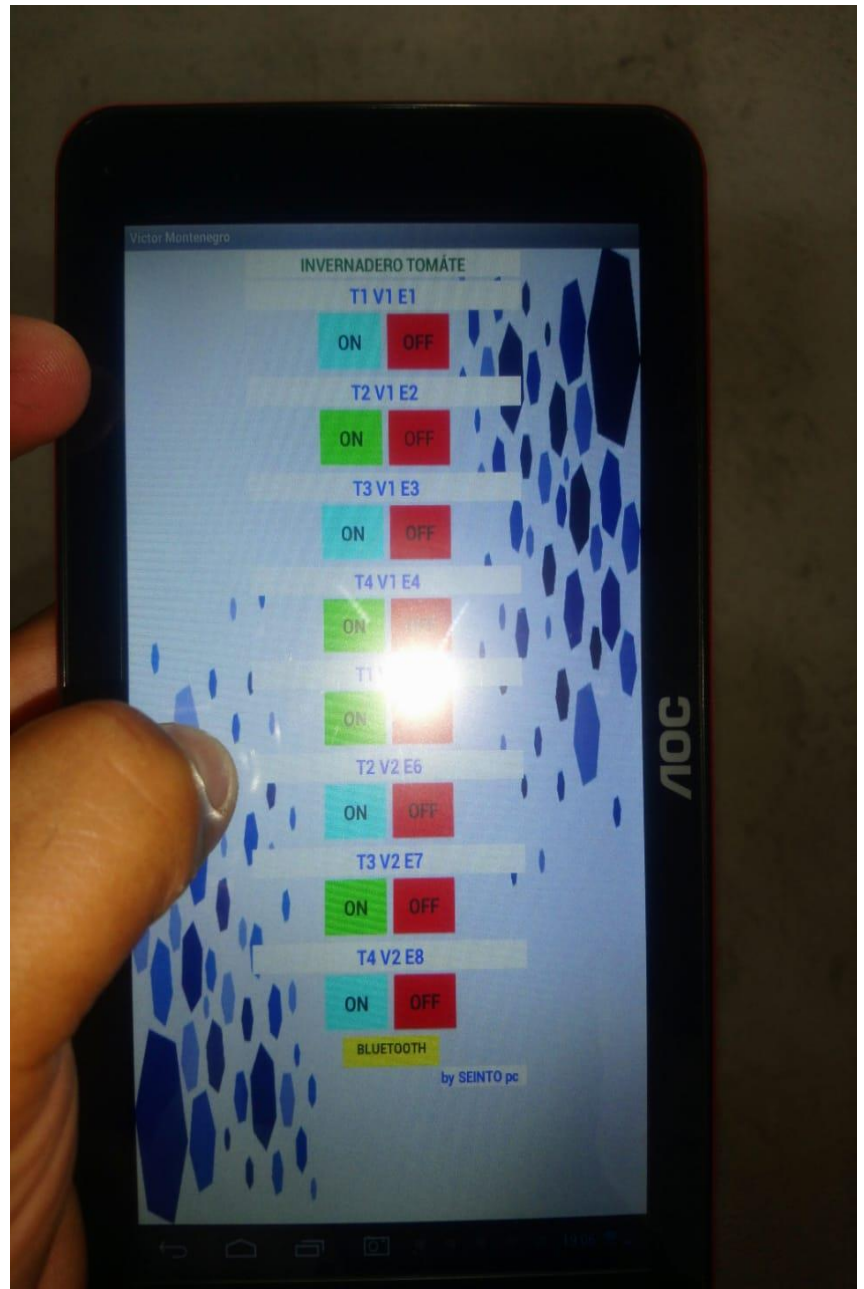 Victor Montenegro
INVERNADERO TOMÁTE
T1 V1 E1
ON OFF
T2 V1 E2
ON OFF
T3 V1 E3
ON OFF
T4 V1 E4
ON OFF
T1
ON
T2 V2 E6
ON OFF
T3 V2 E7
ON OFF
T4 V2 E8
ON OFF
BLUETOOTH
by SEINTO pc
AOC